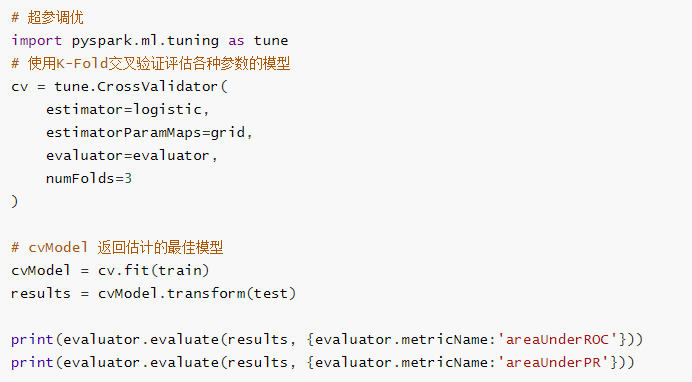 # 超参调优
import pyspark.ml.tuning as tune
# 使用K-Fold交叉验证评估各种参数的模型
cv = tune.CrossValidator(
    estimator=logistic,
    estimatorParamMaps=grid,
    evaluator=evaluator,
    numFolds=3
)

# cvModel 返回估计的最佳模型
cvModel = cv.fit(train)
results = cvModel.transform(test)

print(evaluator.evaluate(results, {evaluator.metricName:'areaUnderROC'}))
print(evaluator.evaluate(results, {evaluator.metricName:'areaUnderPR'}))